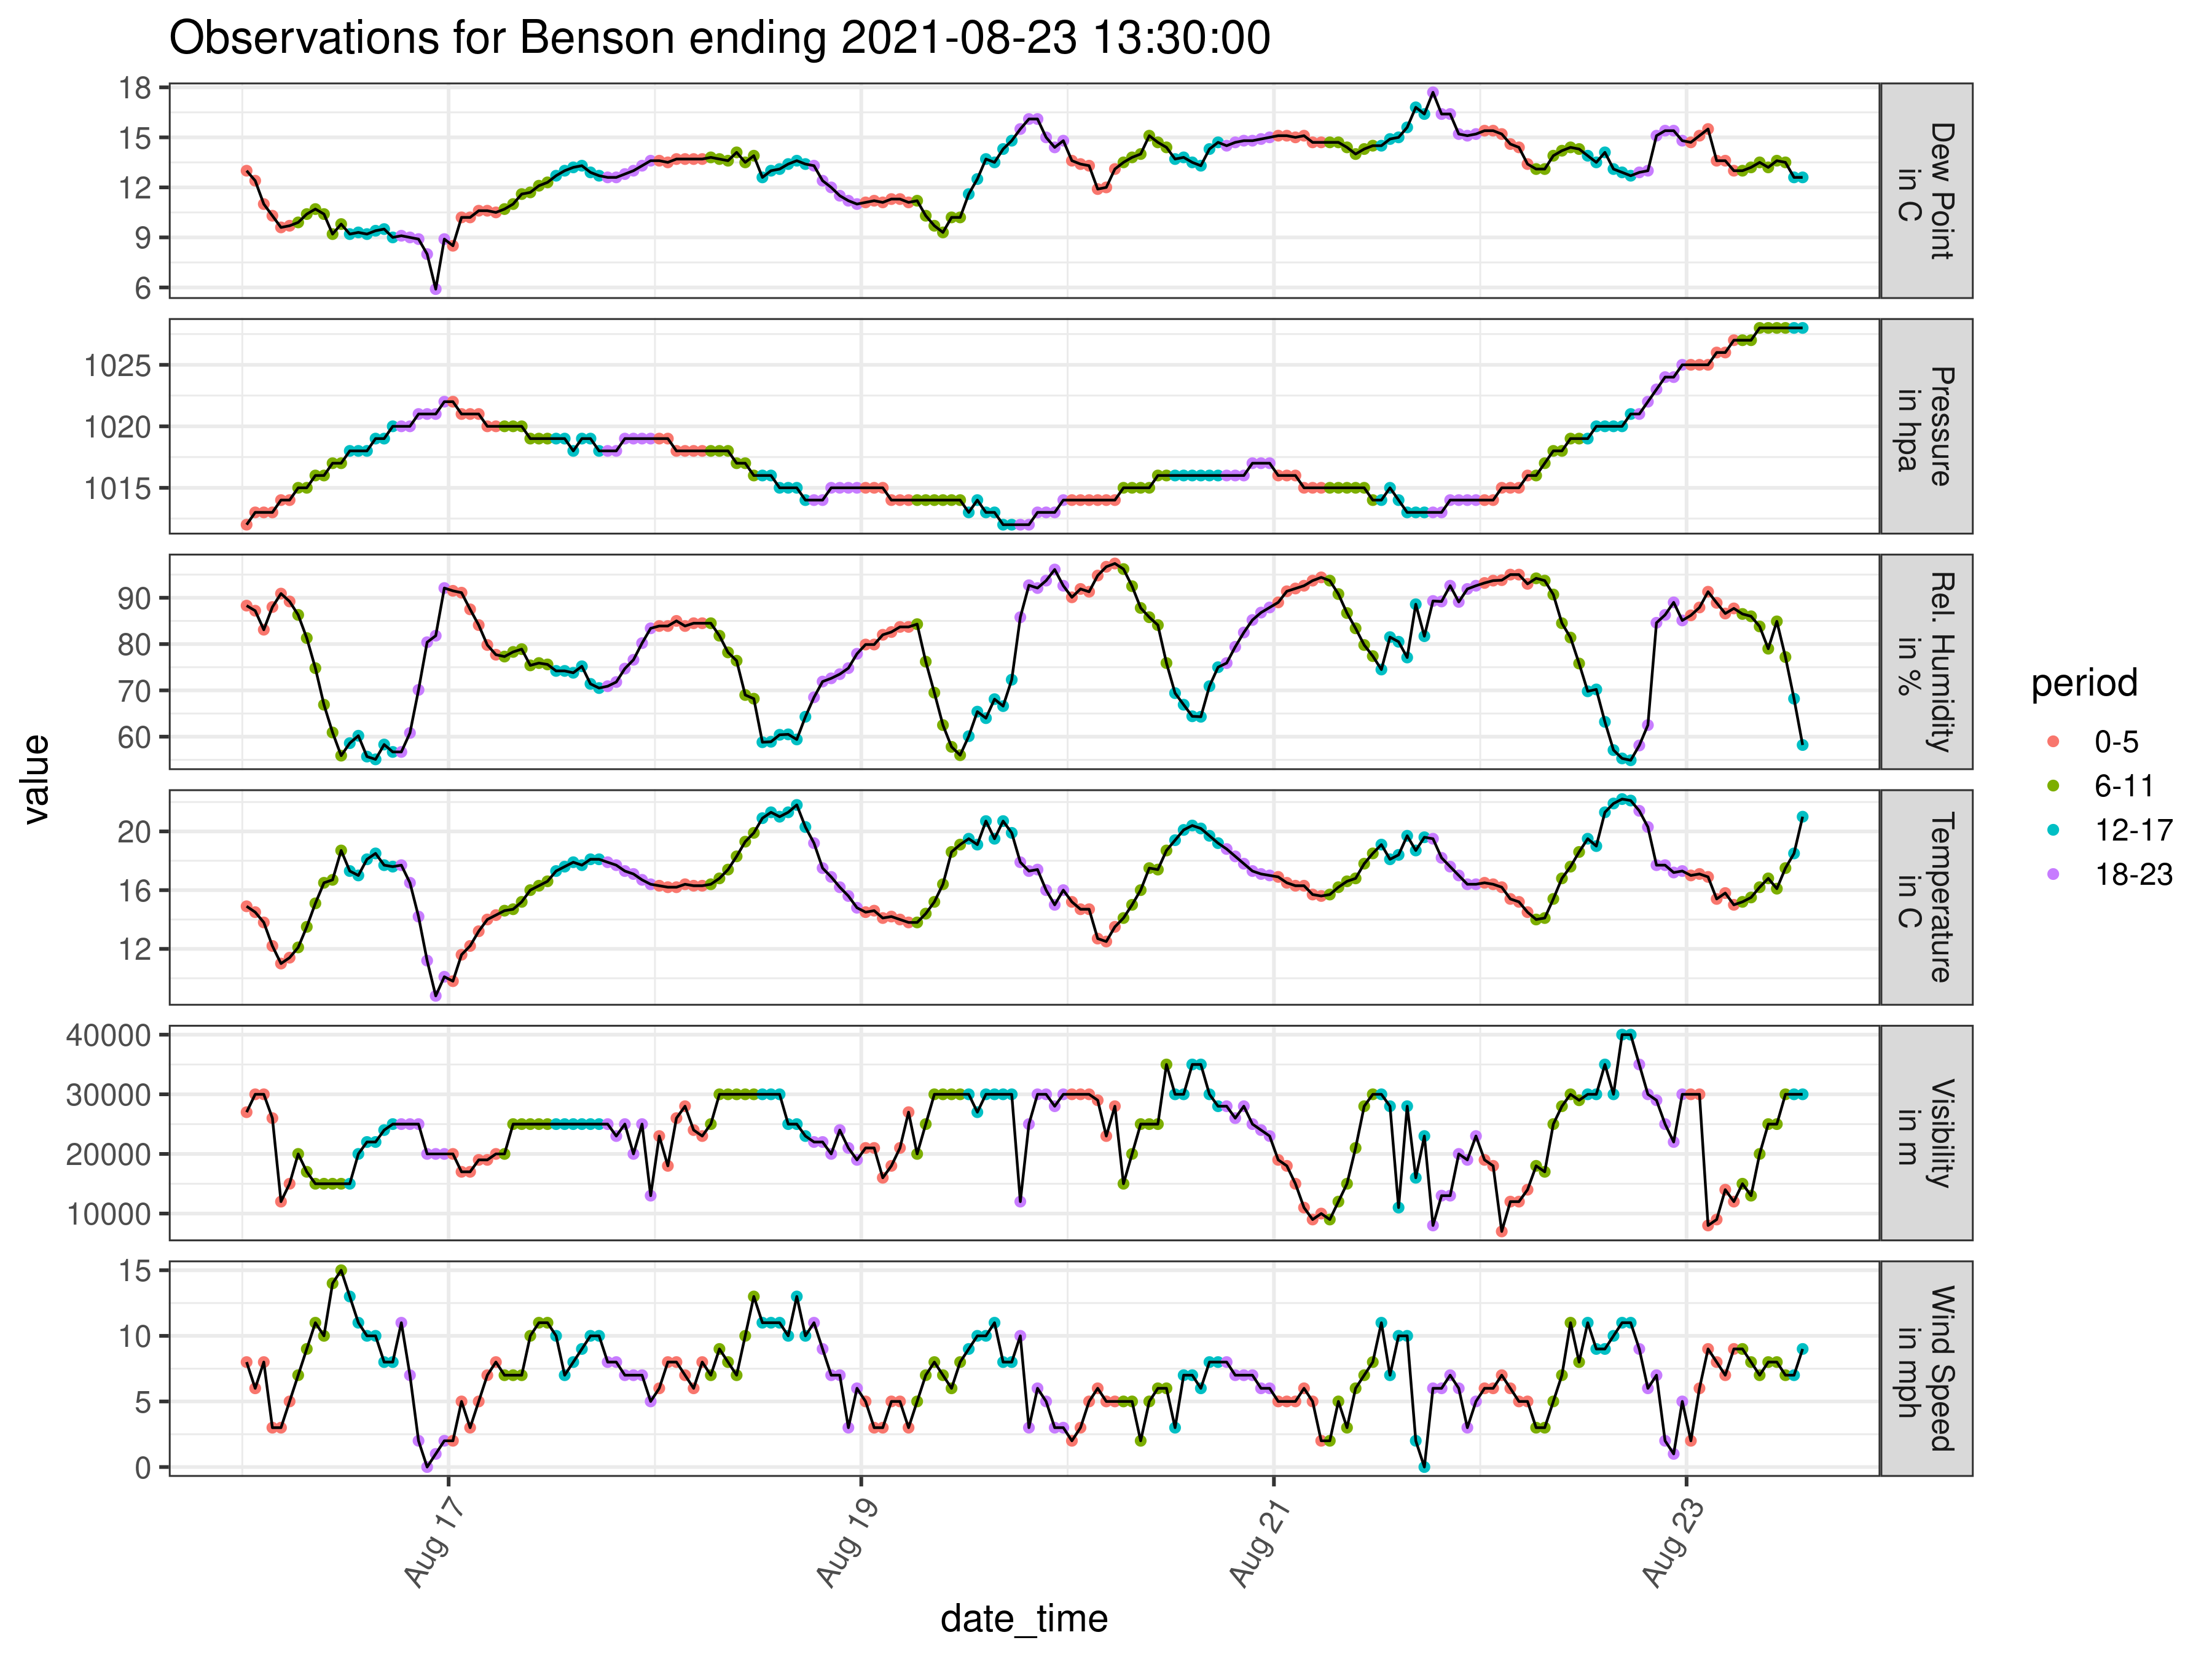 Observations for Benson ending 2021-08-23 13:30:00
18
15
12
9
6
Dew Point
in C
1025
1020
1015
Pressure
in hpa
90
80
70
60
Rel. Humidity
in %
20
16
12
Temperature
in C
40000
30000
20000
10000
Visibility
in m
15
10
5
0
Wind Speed
in mph
value
Aug 17
Aug 19
Aug 21
Aug 23
date_time
period
0-5
6-11
12-17
18-23